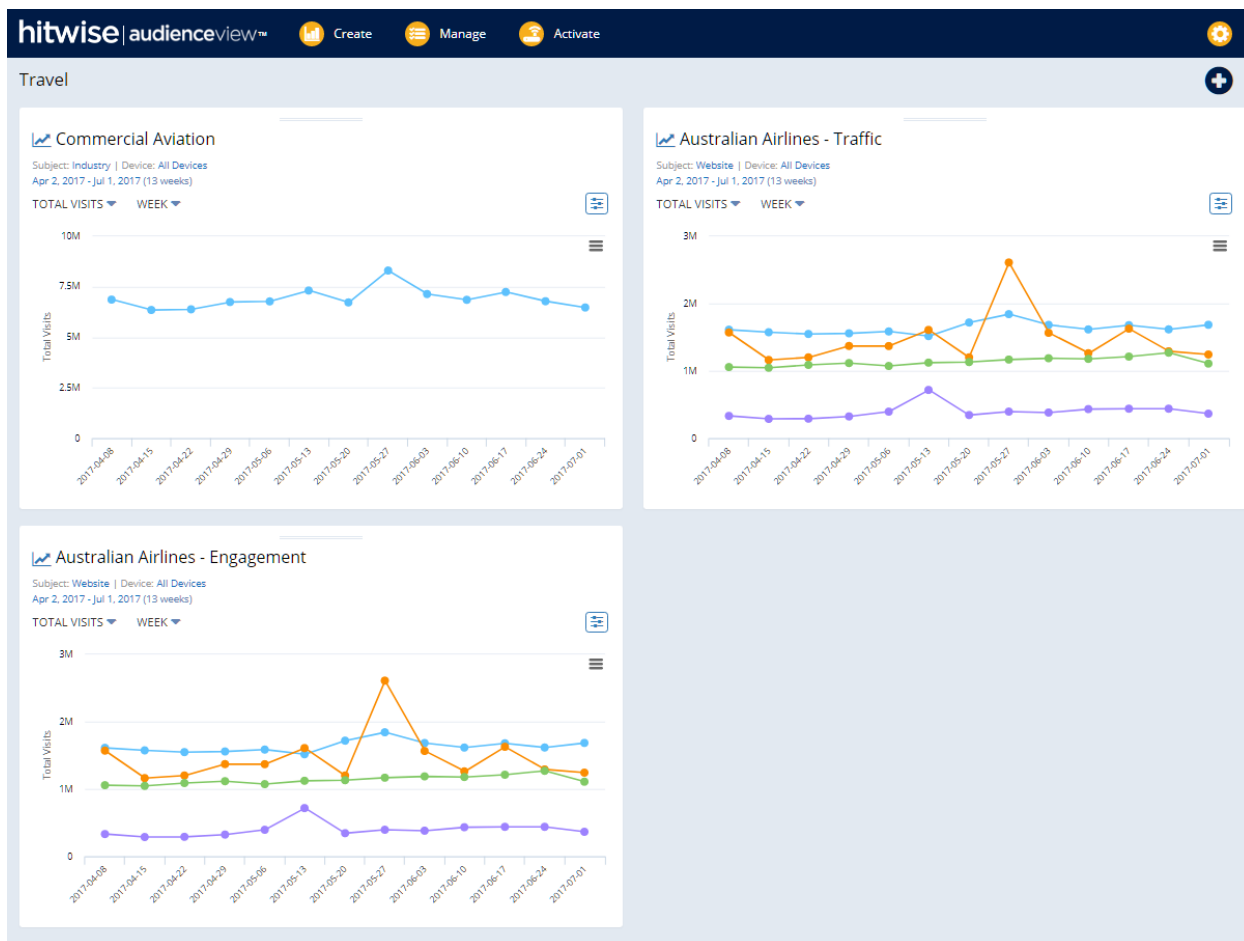 hitwise|audienceview™ Create Manage Activate
Travel
Commercial Aviation
Subject: Industry | Device: All Devices
Apr 2, 2017 - Jul 1, 2017 (13 weeks)
TOTAL VISITS WEEK
10M
7.5M
5M
2.5M
0
Total Visits
2017-04-08 2017-04-15 2017-04-22 2017-04-29 2017-05-06 2017-05-13 2017-05-20 2017-05-27 2017-06-03 2017-06-10 2017-06-17 2017-06-24 2017-07-01
Australian Airlines - Traffic
Subject: Website | Device: All Devices
Apr 2, 2017 - Jul 1, 2017 (13 weeks)
TOTAL VISITS WEEK
3M
2M
1M
0
Total Visits
2017-04-08 2017-04-15 2017-04-22 2017-04-29 2017-05-06 2017-05-13 2017-05-20 2017-05-27 2017-06-03 2017-06-10 2017-06-17 2017-06-24 2017-07-01
Australian Airlines - Engagement
Subject: Website | Device: All Devices
Apr 2, 2017 - Jul 1, 2017 (13 weeks)
TOTAL VISITS WEEK
3M
2M
1M
0
Total Visits
2017-04-08 2017-04-15 2017-04-22 2017-04-29 2017-05-06 2017-05-13 2017-05-20 2017-05-27 2017-06-03 2017-06-10 2017-06-17 2017-06-24 2017-07-01